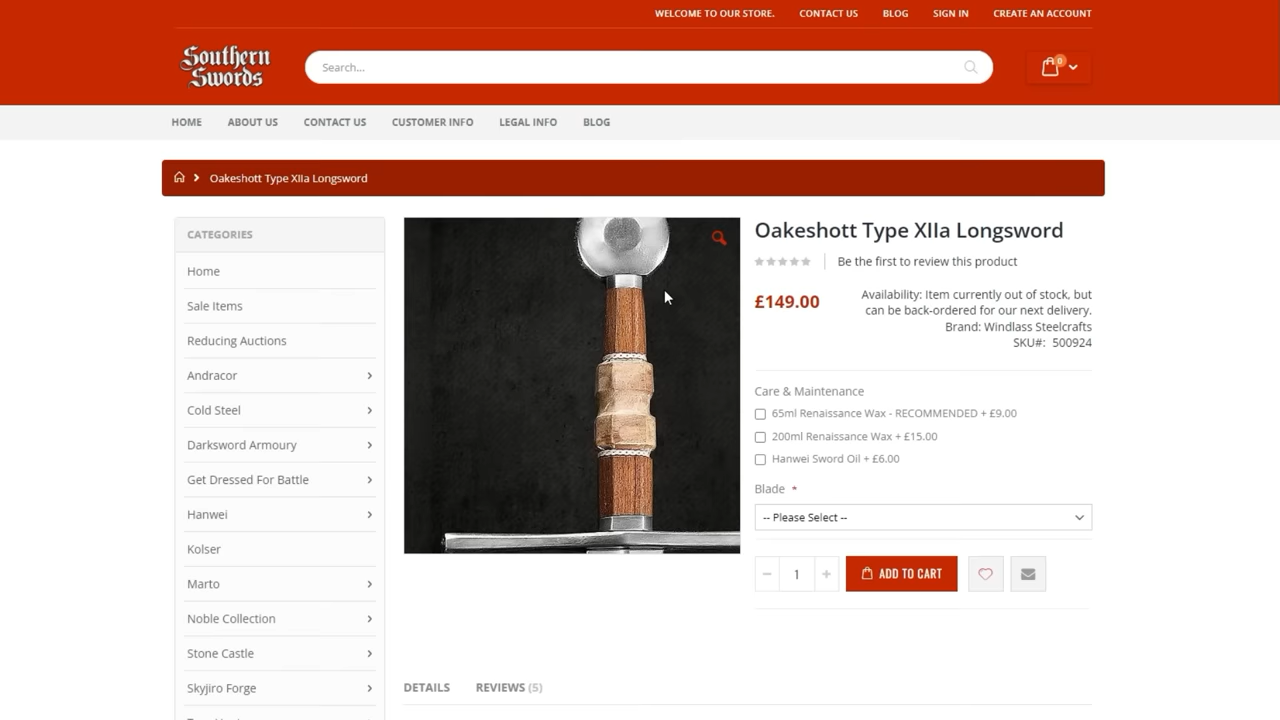 WELCOME TO OUR STORE. CONTACT US BLOG SIGN IN CREATE AN ACCOUNT
Southern
Swords
Search...
0
HOME ABOUT US CONTACT US CUSTOMER INFO LEGAL INFO BLOG
Oakeshott Type XIIa Longsword
CATEGORIES
Home
Sale Items
Reducing Auctions
Andracor
Cold Steel
Darksword Armoury
Get Dressed For Battle
Hanwei
Kolser
Marto
Noble Collection
Stone Castle
Skyjiro Forge
Oakeshott Type XIIa Longsword
Be the first to review this product
£149.00
Availability: Item currently out of stock, but
can be back-ordered for our next delivery.
Brand: Windlass Steelcrafts
SKU#: 500924
Care & Maintenance
65ml Renaissance Wax - RECOMMENDED + £9.00
200ml Renaissance Wax + £15.00
Hanwei Sword Oil + £6.00
Blade *
-- Please Select --
1
ADD TO CART
DETAILS REVIEWS (5)